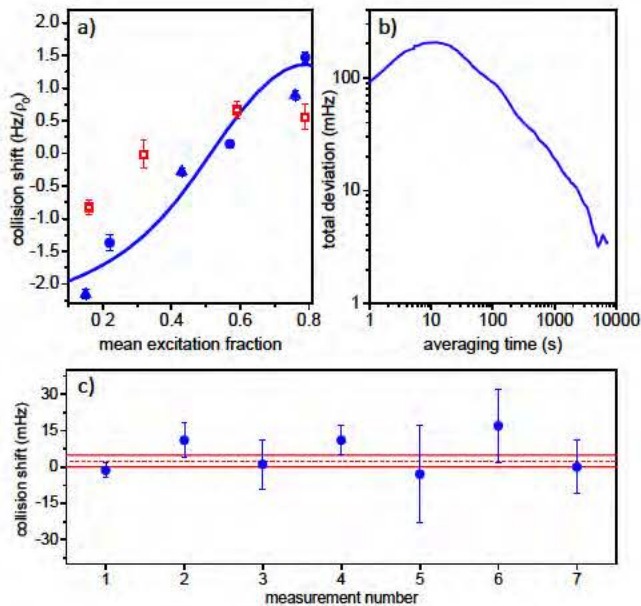 a)
collision shift (Hz/ρ₀)
2.0
1.5
1.0
0.5
0.0
-0.5
-1.0
-1.5
-2.0
0.2 0.4 0.6 0.8
mean excitation fraction
b)
total deviation (mHz)
100
10
1
1 10 100 1000 10000
averaging time (s)
c)
collision shift (mHz)
30
15
0
-15
-30
1 2 3 4 5 6 7
measurement number